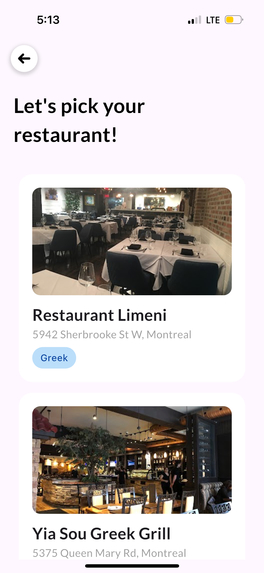 5:13
LTE
Let's pick your
restaurant!
Restaurant Limeni
5942 Sherbrooke St W, Montreal
Greek
Yia Sou Greek Grill
5375 Queen Mary Rd, Montreal